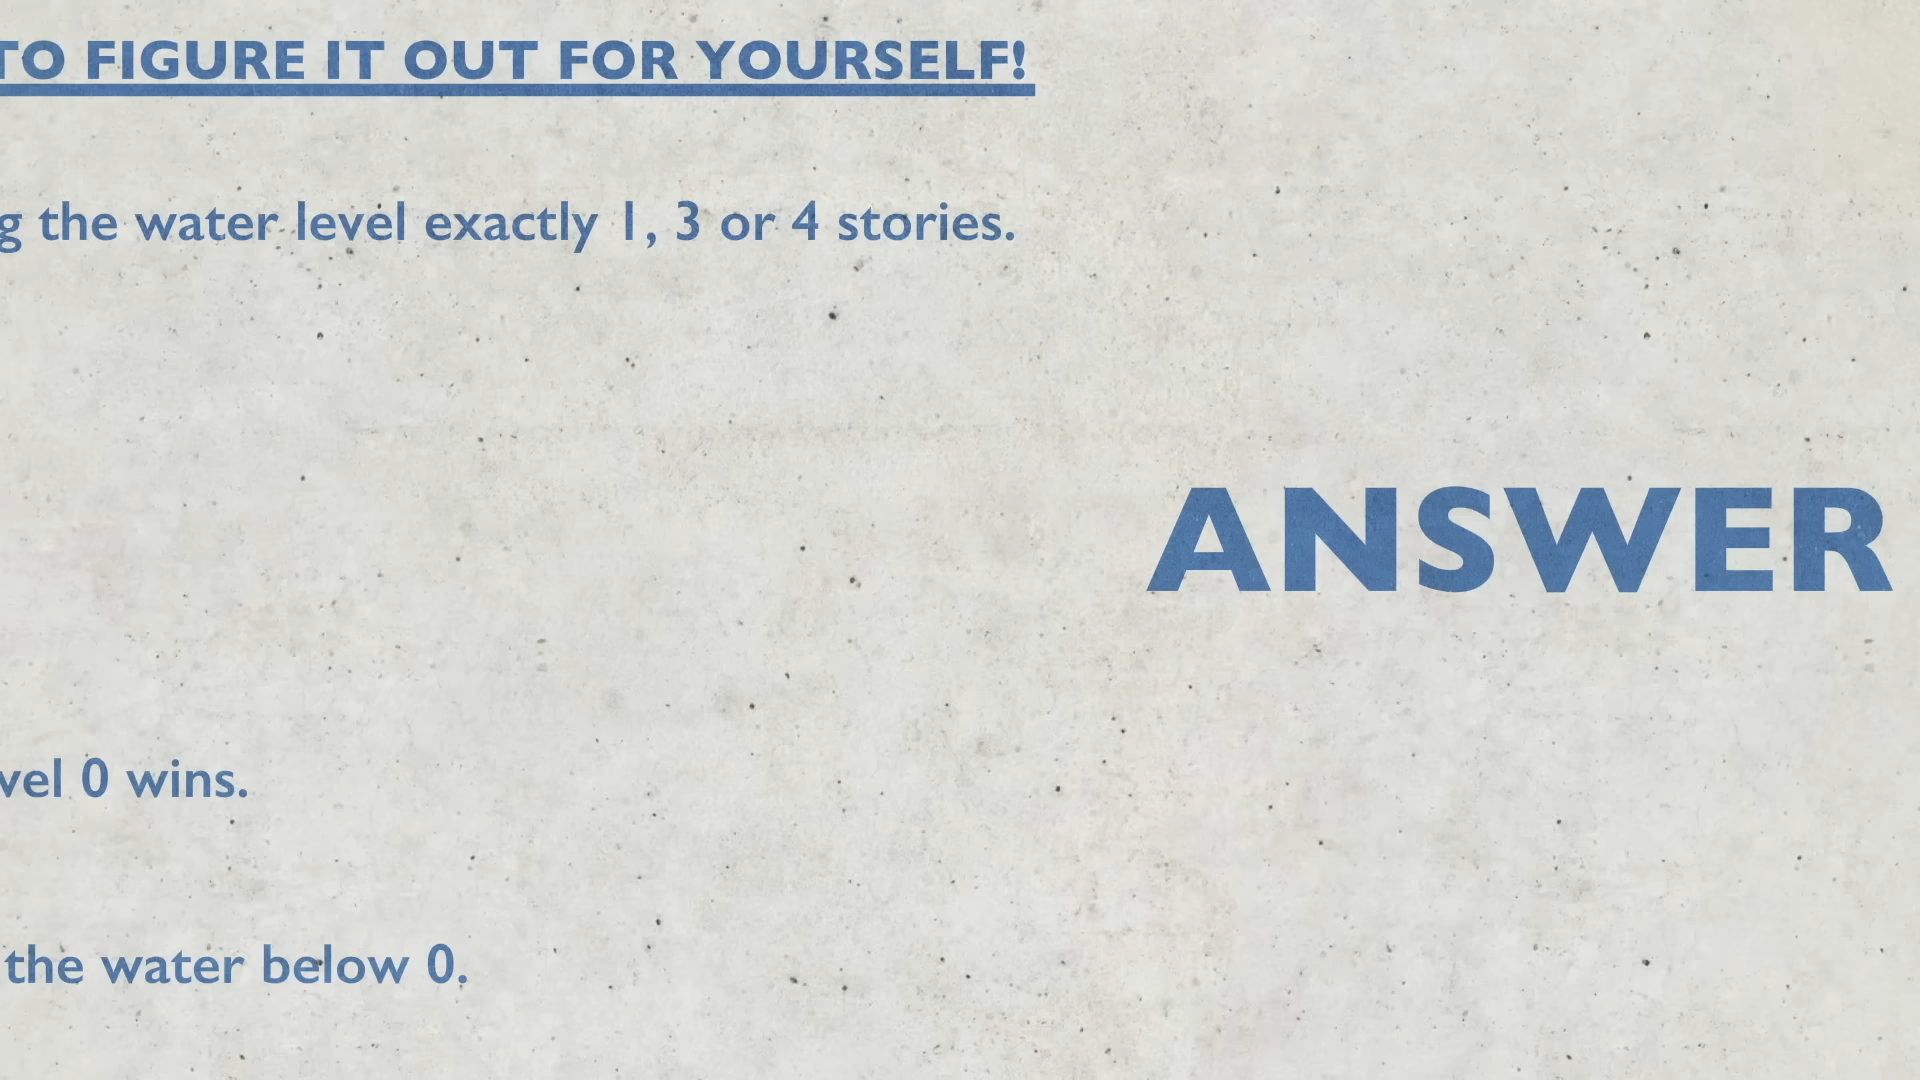 TO FIGURE IT OUT FOR YOURSELF!
g the water level exactly 1, 3 or 4 stories.
ANSWER
vel 0 wins.
the water below 0.